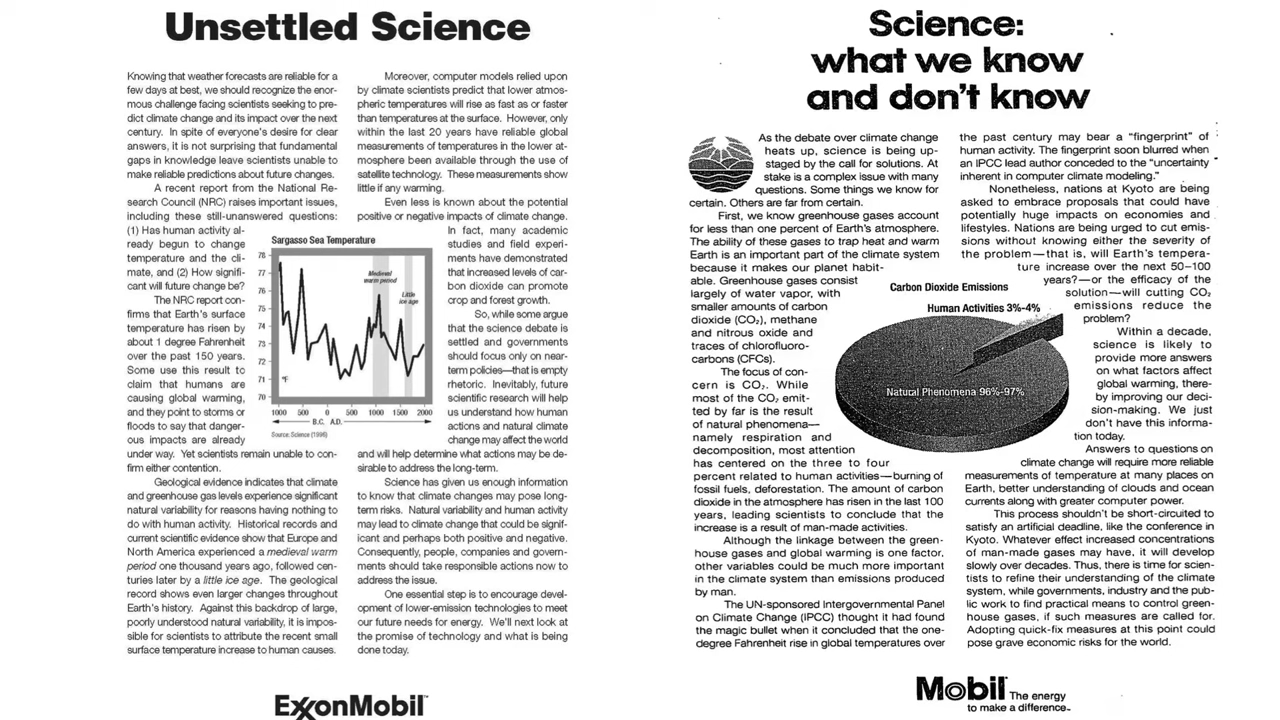 Unsettled Science
Knowing that weather forecasts are reliable for a
few days at best, we should recognize the enor-
mous challenge facing scientists seeking to pre-
dict climate change and its impact over the next
century. In spite of everyone's desire for clear
answers, it is not surprising that fundamental
gaps in knowledge leave scientists unable to
make reliable predictions about future changes.
A recent report from the National Re-
search Council (NRC) raises important issues,
including these still-unanswered questions:
(1) Has human activity al-
ready begun to change
temperature and the cli-
mate, and (2) How signifi-
cant will future change be?
The NRC report con-
firms that Earth's surface
temperature has risen by
about 1 degree Fahrenheit
over the past 150 years.
Some use this result to
claim that humans are
causing global warming,
and they point to storms or
floods to say that danger-
ous impacts are already
under way. Yet scientists remain unable to con-
firm either contention.
Geological evidence indicates that climate
and greenhouse gas levels experience significant
natural variability for reasons having nothing to
do with human activity. Historical records and
current scientific evidence show that Europe and
North America experienced a medieval warm
period one thousand years ago, followed cen-
turies later by a little ice age. The geological
record shows even larger changes throughout
Earth's history. Against this backdrop of large,
poorly understood natural variability, it is impos-
sible for scientists to attribute the recent small
surface temperature increase to human causes.
Moreover, computer models relied upon
by climate scientists predict that lower atmos-
pheric temperatures will rise as fast as or faster
than temperatures at the surface. However, only
within the last 20 years have reliable global
measurements of temperatures in the lower at-
mosphere been available through the use of
satellite technology. These measurements show
little if any warming.
Even less is known about the potential
positive or negative impacts of climate change.
In fact, many academic
studies and field experi-
ments have demonstrated
that increased levels of car-
bon dioxide can promote
crop and forest growth.
So, while some argue
that the science debate is
settled and governments
should focus only on near-
term policies—that is empty
rhetoric. Inevitably, future
scientific research will help
us understand how human
actions and natural climate
change may affect the world
and will help determine what actions may be de-
sirable to address the long-term.
Science has given us enough information
to know that climate changes may pose long-
term risks. Natural variability and human activity
may lead to climate change that could be signif-
icant and perhaps both positive and negative.
Consequently, people, companies and govern-
ments should take responsible actions now to
address the issue.
One essential step is to encourage devel-
opment of lower-emission technologies to meet
our future needs for energy. We'll next look at
the promise of technology and what is being
done today.
Sargasso Sea Temperature
78
77
76
75
74
73
72
71
70
°F
Medieval
warm period
Little
ice age
1000 500 0 500 1000 1500 2000
B.C. A.D.
Source: Science (1996)
ExxonMobil™
Science:
what we know
and don't know
As the debate over climate change
heats up, science is being up-
staged by the call for solutions. At
stake is a complex issue with many
questions. Some things we know for
certain. Others are far from certain.
First, we know greenhouse gases account
for less than one percent of Earth's atmosphere.
The ability of these gases to trap heat and warm
Earth is an important part of the climate system
because it makes our planet habit-
able. Greenhouse gases consist
largely of water vapor, with
smaller amounts of carbon
dioxide (CO₂), methane
and nitrous oxide and
traces of chlorofluoro-
carbons (CFCs).
The focus of con-
cern is CO₂. While
most of the CO₂ emit-
ted by far is the result
of natural phenomena—
namely respiration and
decomposition, most attention
has centered on the three to four
percent related to human activities—burning of
fossil fuels, deforestation. The amount of carbon
dioxide in the atmosphere has risen in the last 100
years, leading scientists to conclude that the
increase is a result of man-made activities.
Although the linkage between the green-
house gases and global warming is one factor,
other variables could be much more important
in the climate system than emissions produced
by man.
The UN-sponsored Intergovernmental Panel
on Climate Change (IPCC) thought it had found
the magic bullet when it concluded that the one-
degree Fahrenheit rise in global temperatures over
the past century may bear a "fingerprint" of
human activity. The fingerprint soon blurred when
an IPCC lead author conceded to the "uncertainty
inherent in computer climate modeling."
Nonetheless, nations at Kyoto are being
asked to embrace proposals that could have
potentially huge impacts on economies and
lifestyles. Nations are being urged to cut emis-
sions without knowing either the severity of
the problem—that is, will Earth's tempera-
ture increase over the next 50-100
years?—or the efficacy of the
solution—will cutting CO₂
emissions reduce the
problem?
Within a decade,
science is likely to
provide more answers
on what factors affect
global warming, there-
by improving our deci-
sion-making. We just
don't have this informa-
tion today.
Answers to questions on
climate change will require more reliable
measurements of temperature at many places on
Earth, better understanding of clouds and ocean
currents along with greater computer power.
This process shouldn't be short-circuited to
satisfy an artificial deadline, like the conference in
Kyoto. Whatever effect increased concentrations
of man-made gases may have, it will develop
slowly over decades. Thus, there is time for scien-
tists to refine their understanding of the climate
system, while governments, industry and the pub-
lic work to find practical means to control green-
house gases, if such measures are called for.
Adopting quick-fix measures at this point could
pose grave economic risks for the world.
Carbon Dioxide Emissions
Human Activities 3%-4%
Natural Phenomena 96%-97%
Mobil® The energy
to make a difference™